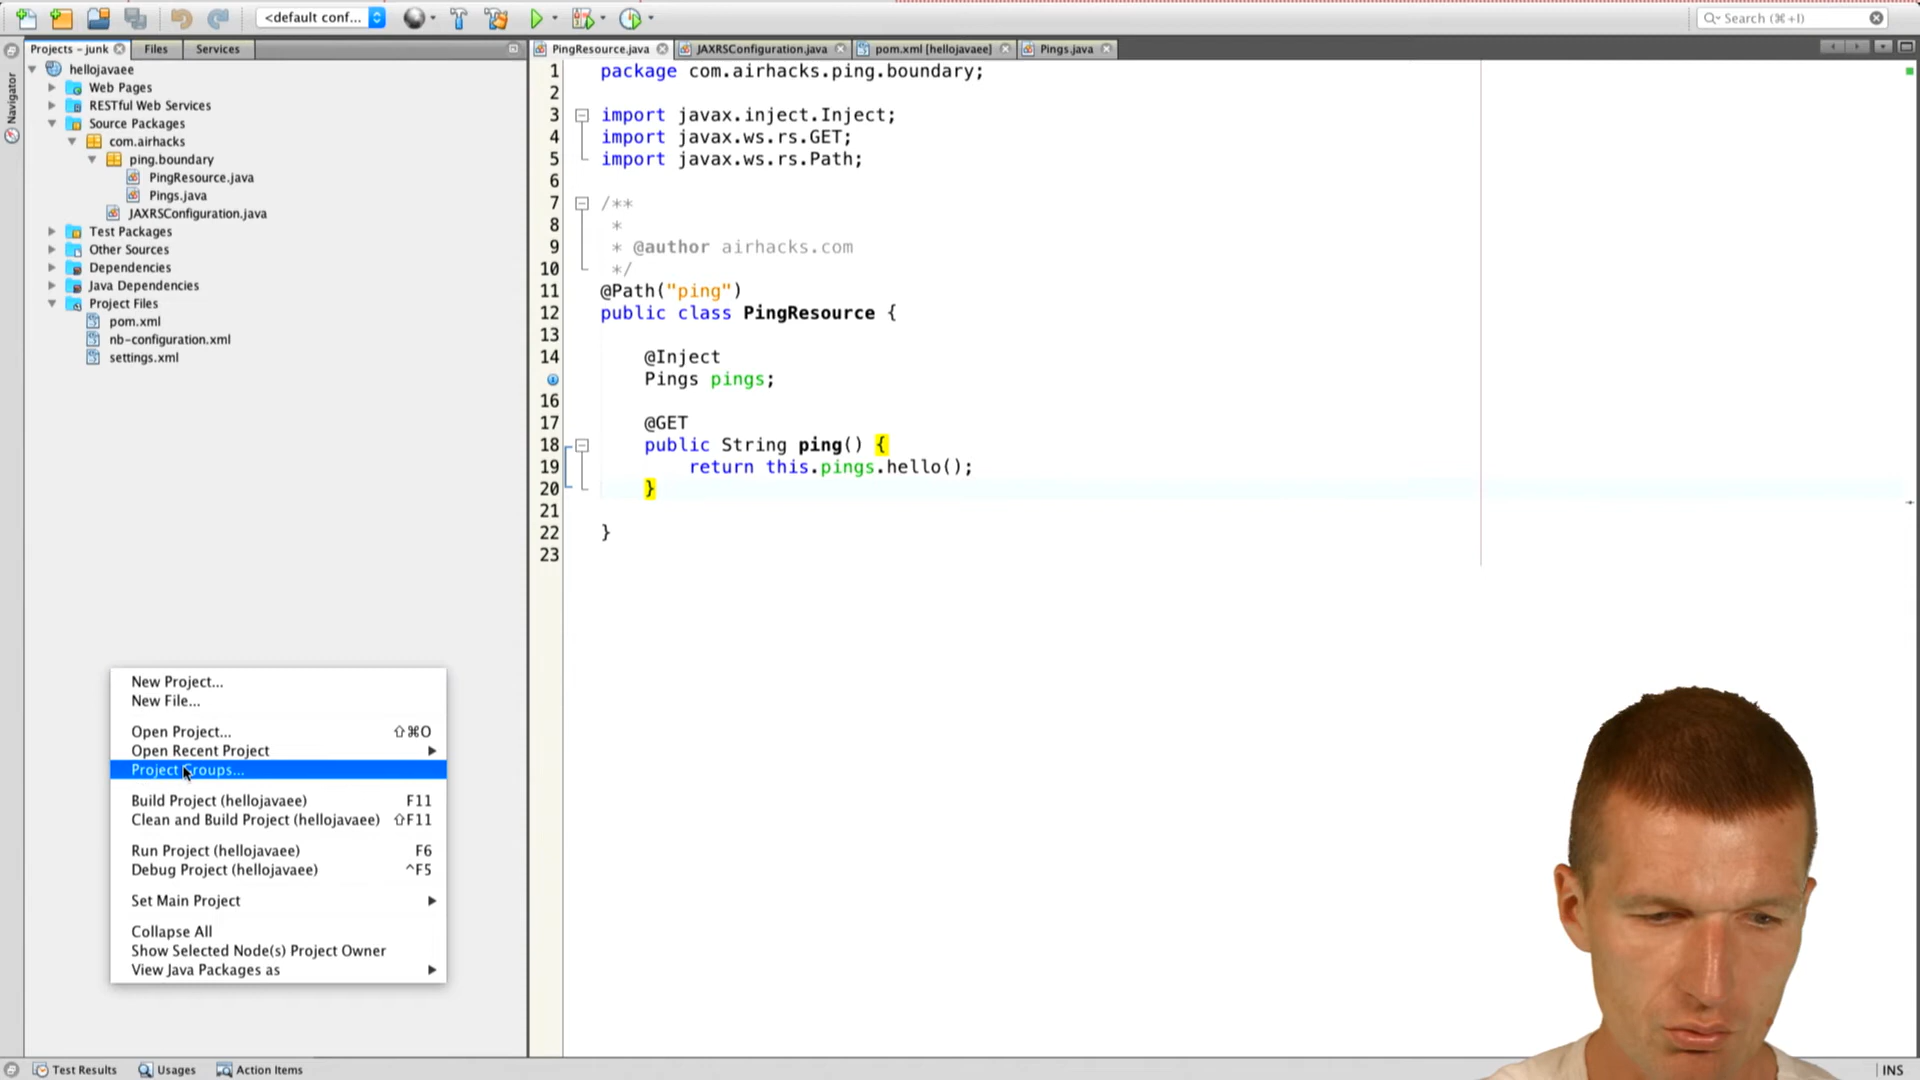 <default conf...
Search (⌘+I)
Projects - junk
Files
Services
PingResource.java
JAXRSConfiguration.java
pom.xml [hellojavaee]
Pings.java
Navigator
hellojavaee
Web Pages
RESTful Web Services
Source Packages
com.airhacks
ping.boundary
PingResource.java
Pings.java
JAXRSConfiguration.java
Test Packages
Other Sources
Dependencies
Java Dependencies
Project Files
pom.xml
nb-configuration.xml
settings.xml
1 package com.airhacks.ping.boundary;
2
3 import javax.inject.Inject;
4 import javax.ws.rs.GET;
5 import javax.ws.rs.Path;
6
7 /**
8 *
9 * @author airhacks.com
10 */
11 @Path("ping")
12 public class PingResource {
13
14 @Inject
Pings pings;
16
17 @GET
18 public String ping() {
19 return this.pings.hello();
20 }
21
22 }
23
New Project...
New File...
Open Project... ⇧⌘O
Open Recent Project
Project Groups...
Build Project (hellojavaee) F11
Clean and Build Project (hellojavaee) ⇧F11
Run Project (hellojavaee) F6
Debug Project (hellojavaee) ^F5
Set Main Project
Collapse All
Show Selected Node(s) Project Owner
View Java Packages as
Test Results
Usages
Action Items
INS